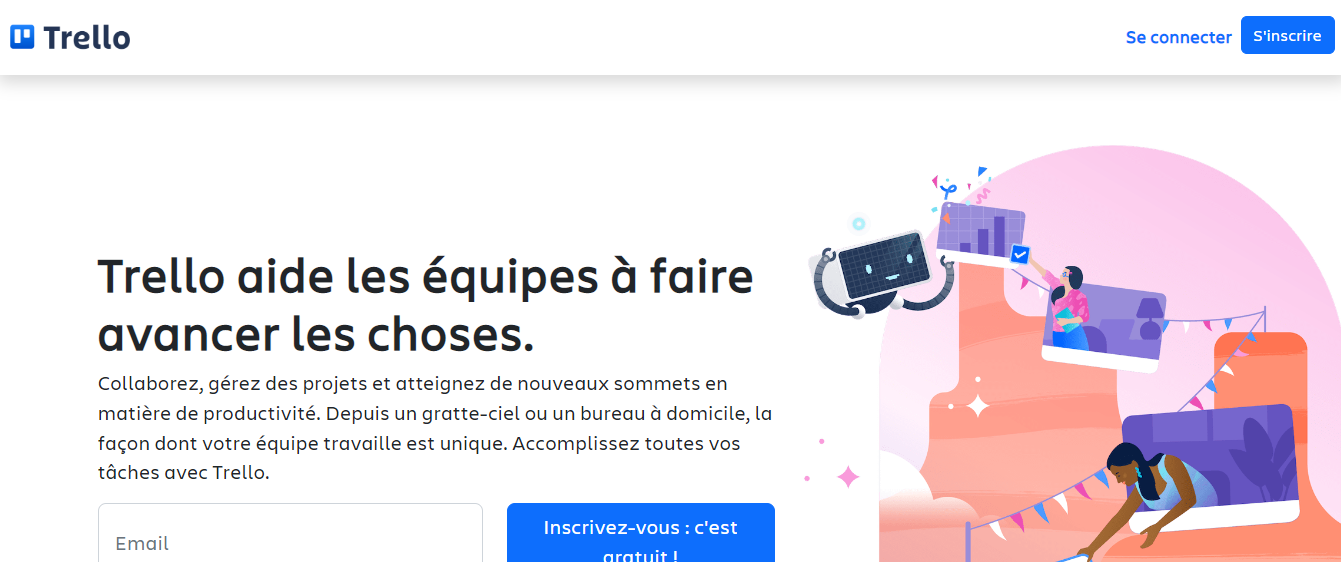 Trello
Se connecter
S'inscrire
Trello aide les équipes à faire
avancer les choses.
Collaborez, gérez des projets et atteignez de nouveaux sommets en
matière de productivité. Depuis un gratte-ciel ou un bureau à domicile, la
façon dont votre équipe travaille est unique. Accomplissez toutes vos
tâches avec Trello.
Email
Inscrivez-vous : c'est
gratuit !